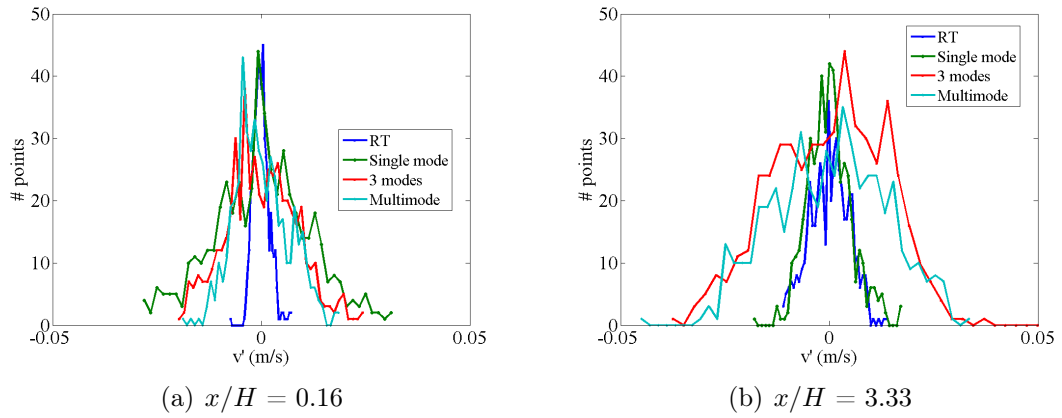 50
40
30
20
10
0
-0.05
0
0.05
# points
v' (m/s)
RT
Single mode
3 modes
Multimode
(a) x/H = 0.16
50
40
30
20
10
0
-0.05
0
0.05
# points
v' (m/s)
RT
Single mode
3 modes
Multimode
(b) x/H = 3.33